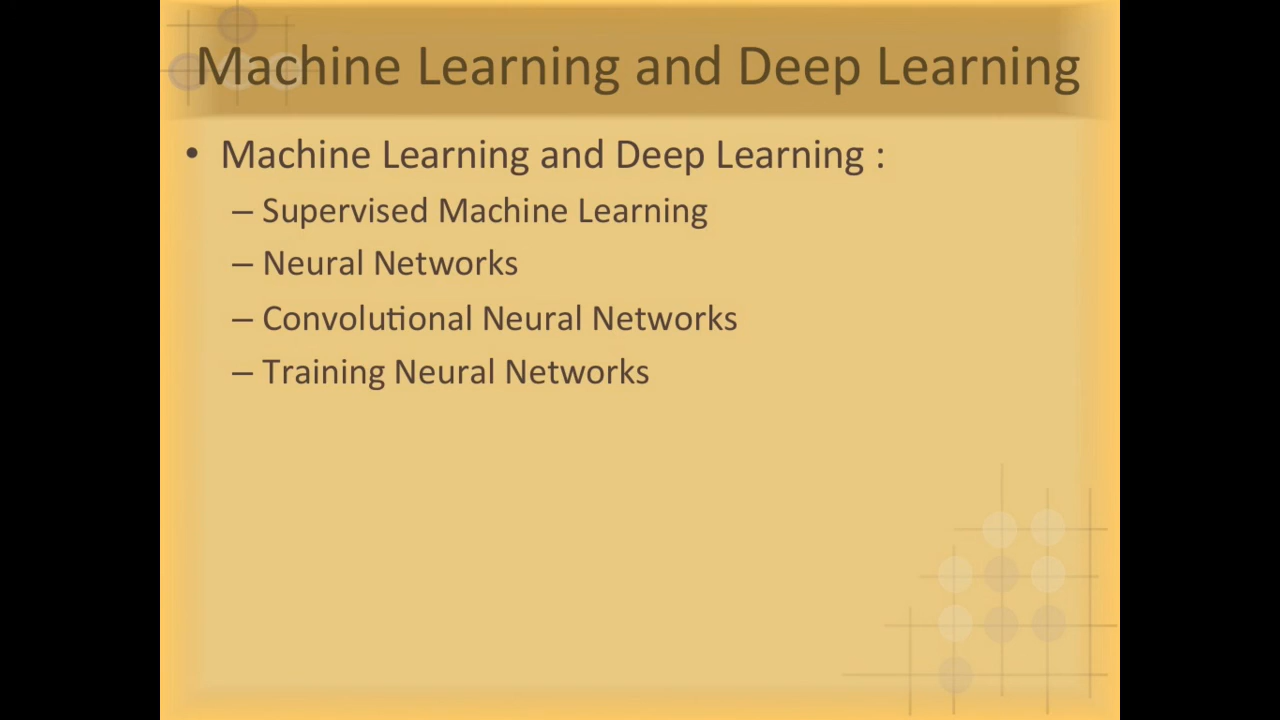 Machine Learning and Deep Learning
• Machine Learning and Deep Learning :
– Supervised Machine Learning
– Neural Networks
– Convolutional Neural Networks
– Training Neural Networks